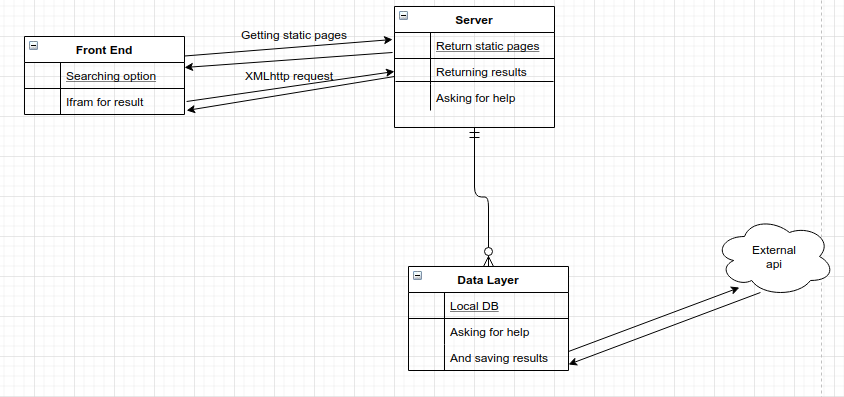 Front End
Searching option
Ifram for result
Getting static pages
XMLhttp request
Server
Return static pages
Returning results
Asking for help
Data Layer
Local DB
Asking for help
And saving results
External
api